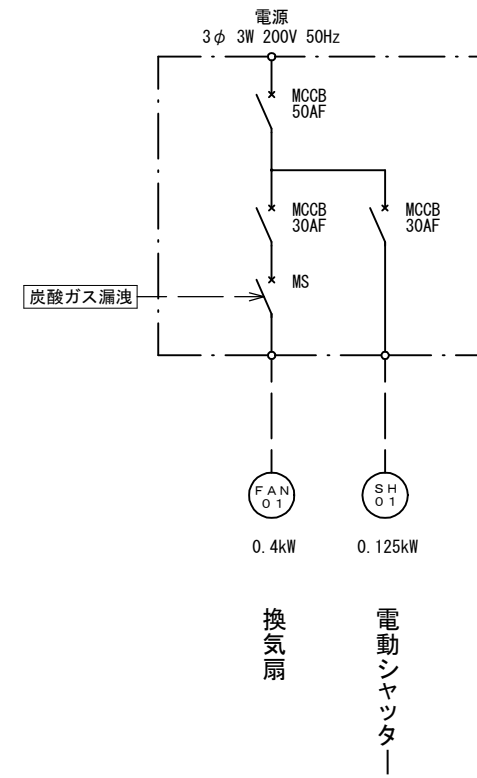 電源
3φ 3W 200V 50Hz
MCCB
50AF
MCCB
30AF
MCCB
30AF
MS
炭酸ガス漏洩
FAN
01
SH
01
0.4kW
0.125kW
換気扇
電動シャッター